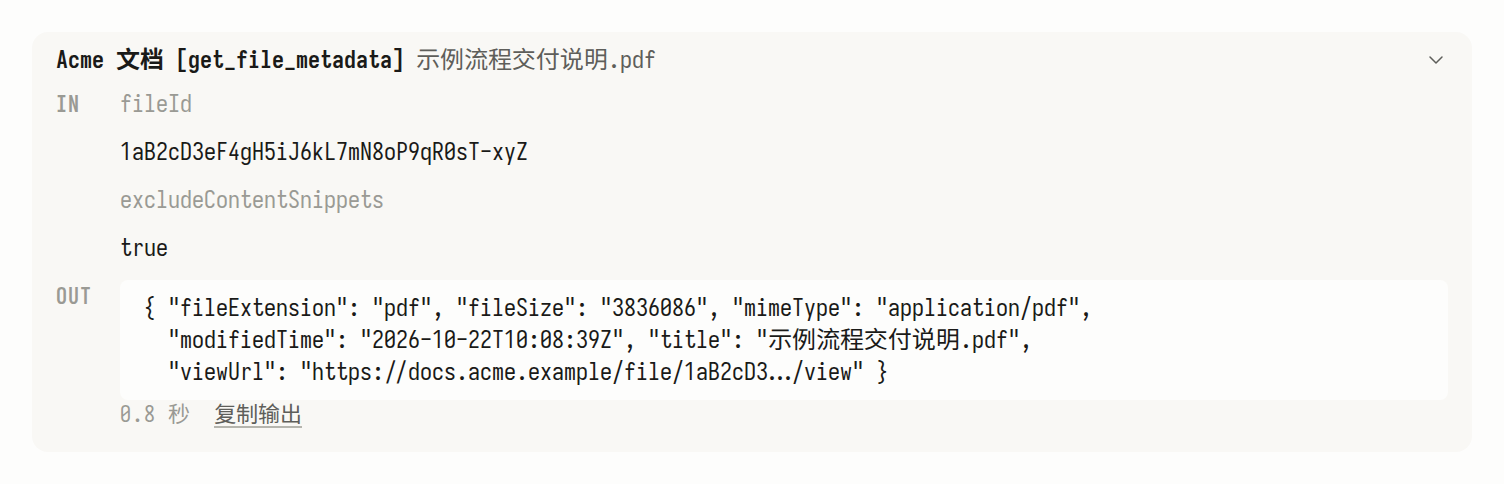 Acme 文档 [get_file_metadata] 示例流程交付说明.pdf
IN fileId
1aB2cD3eF4gH5iJ6kL7mN8oP9qR0sT-xyZ
excludeContentSnippets
true
OUT { "fileExtension": "pdf", "fileSize": "3836086", "mimeType": "application/pdf",
"modifiedTime": "2026-10-22T10:08:39Z", "title": "示例流程交付说明.pdf",
"viewUrl": "https://docs.acme.example/file/1aB2cD3.../view" }
0.8 秒 复制输出